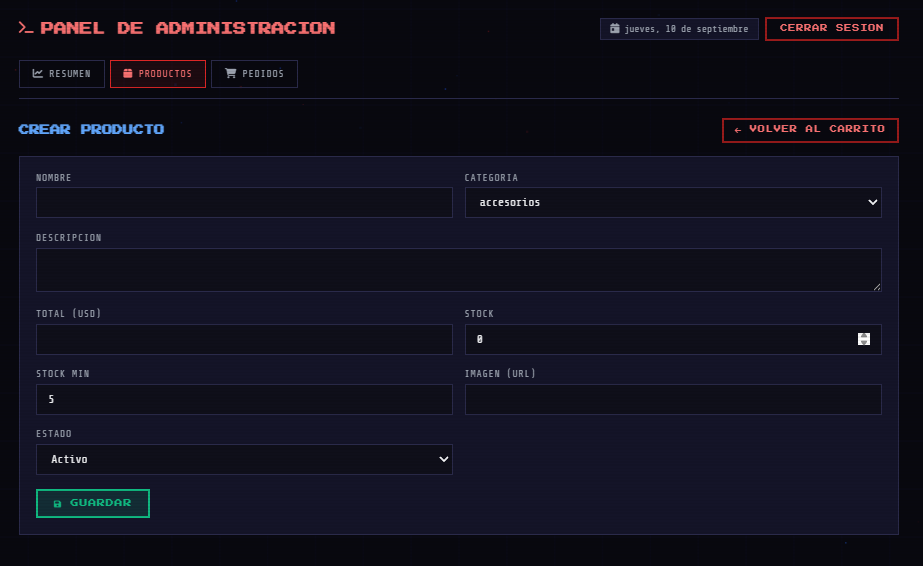 PANEL DE ADMINISTRACION
jueves, 10 de septiembre
CERRAR SESION
RESUMEN
PRODUCTOS
PEDIDOS
CREAR PRODUCTO
← VOLVER AL CARRITO
NOMBRE
CATEGORIA
accesorios
DESCRIPCION
TOTAL (USD)
STOCK
0
STOCK MIN
5
IMAGEN (URL)
ESTADO
Activo
GUARDAR